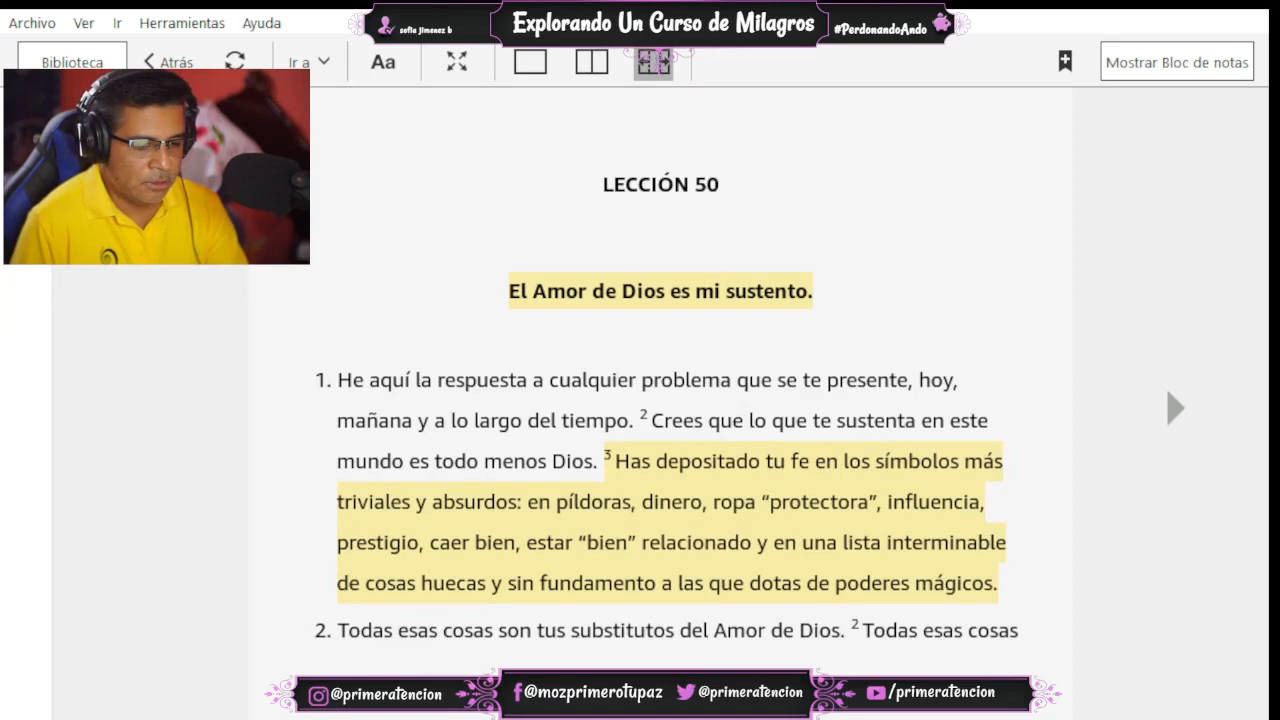 Explorando Un Curso de Milagros
sofia jimenez b
#PerdonandoAndo
Archivo Ver Ir Herramientas Ayuda
Biblioteca Atrás Ir a Aa Mostrar Bloc de notas
LECCIÓN 50
El Amor de Dios es mi sustento.
1. He aquí la respuesta a cualquier problema que se te presente, hoy,
mañana y a lo largo del tiempo. 2 Crees que lo que te sustenta en este
mundo es todo menos Dios. 3 Has depositado tu fe en los símbolos más
triviales y absurdos: en píldoras, dinero, ropa “protectora”, influencia,
prestigio, caer bien, estar “bien” relacionado y en una lista interminable
de cosas huecas y sin fundamento a las que dotas de poderes mágicos.
2. Todas esas cosas son tus substitutos del Amor de Dios. 2 Todas esas cosas
@primeratencion @mozprimerotupaz @primeratencion /primeratencion